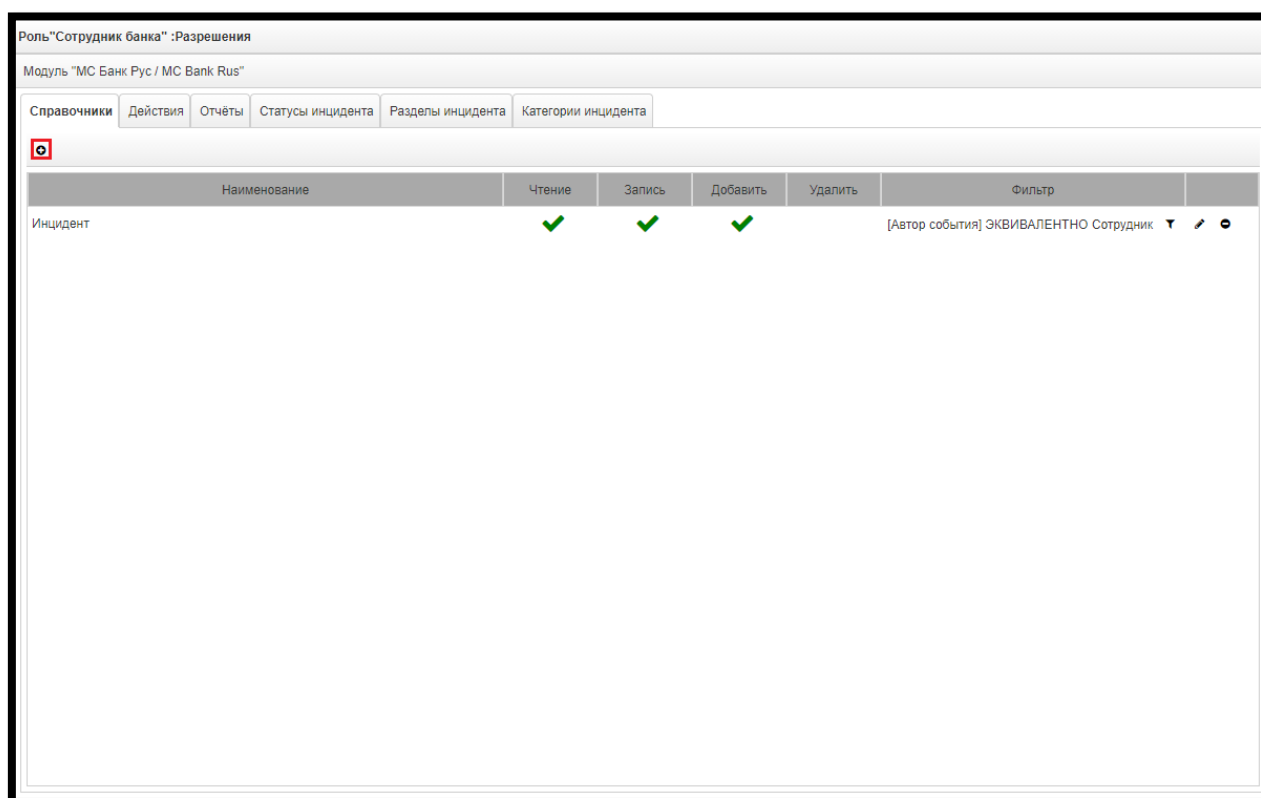 Роль"Сотрудник банка" :Разрешения
Модуль "МС Банк Рус / MC Bank Rus"
Справочники Действия Отчёты Статусы инцидента Разделы инцидента Категории инцидента
Наименование Чтение Запись Добавить Удалить Фильтр
Инцидент [Автор события] ЭКВИВАЛЕНТНО Сотрудник